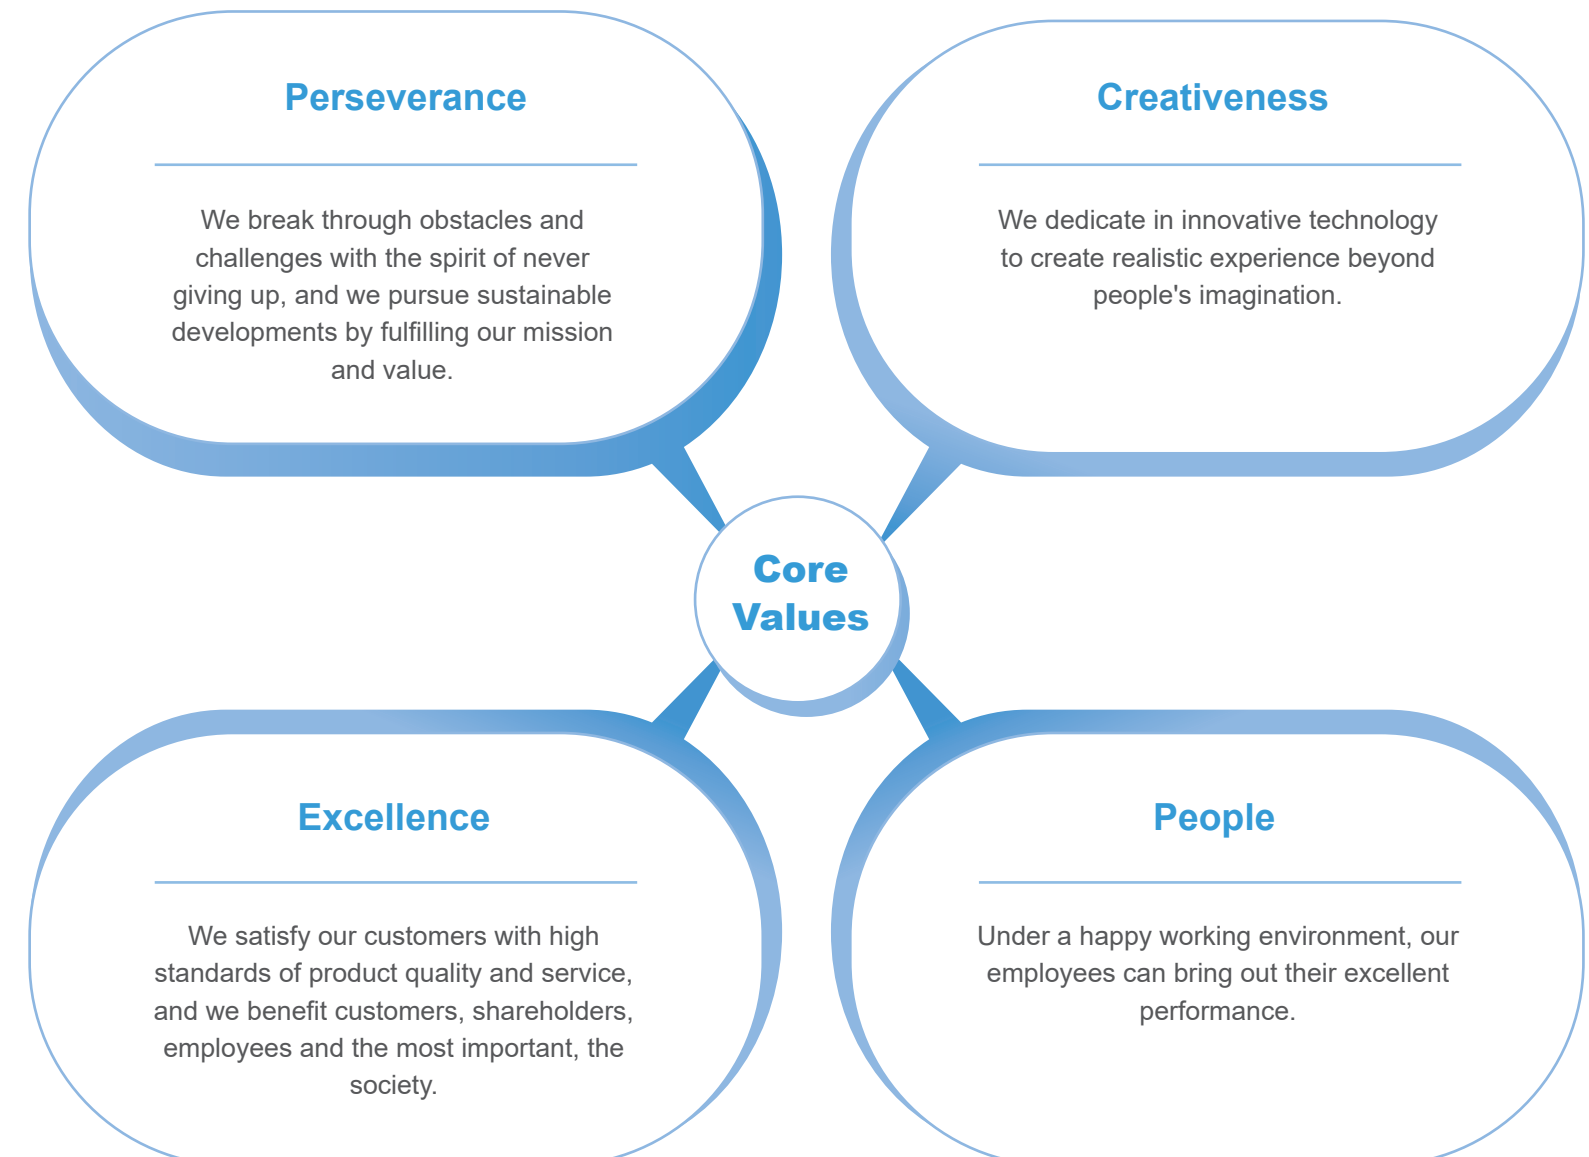 Perseverance
We break through obstacles and
challenges with the spirit of never
giving up, and we pursue sustainable
developments by fulfilling our mission
and value.
Creativeness
We dedicate in innovative technology
to create realistic experience beyond
people's imagination.
Core
Values
Excellence
We satisfy our customers with high
standards of product quality and service,
and we benefit customers, shareholders,
employees and the most important, the
society.
People
Under a happy working environment, our
employees can bring out their excellent
performance.